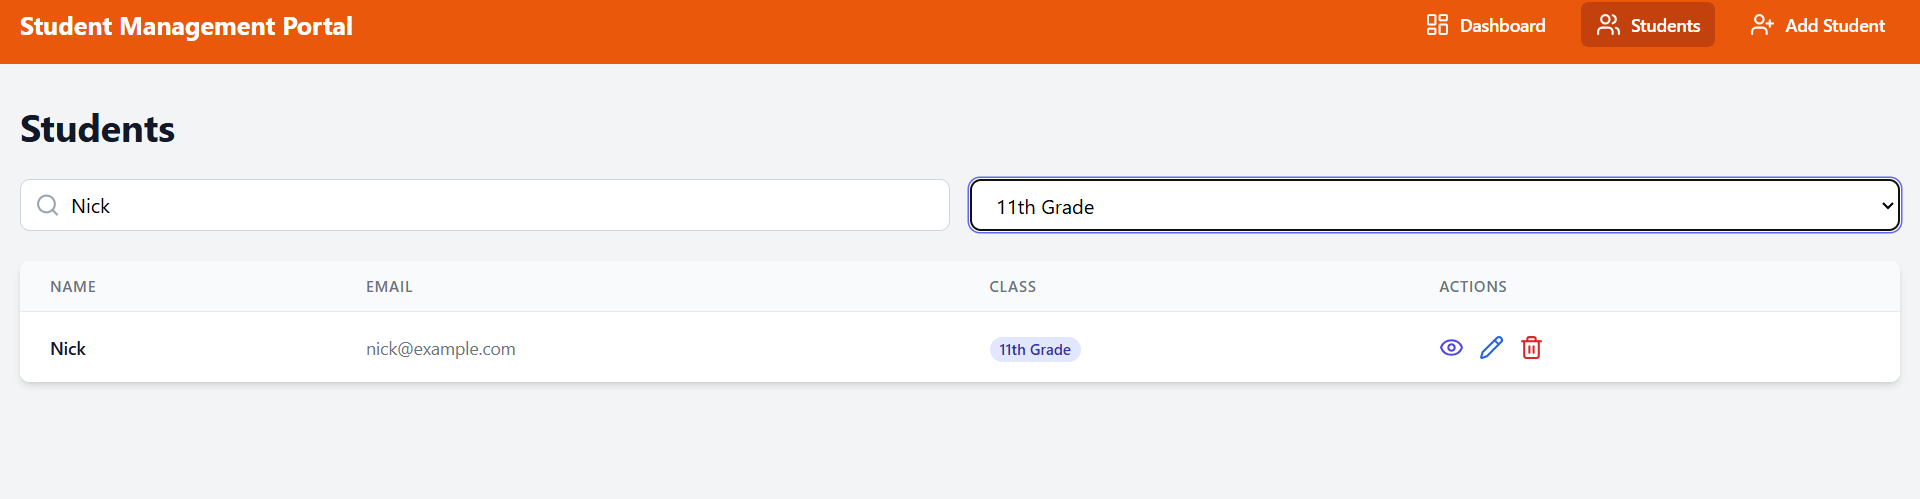 Student Management Portal
Dashboard
Students
Add Student
Students
Nick
11th Grade
NAME EMAIL CLASS ACTIONS
Nick nick@example.com 11th Grade